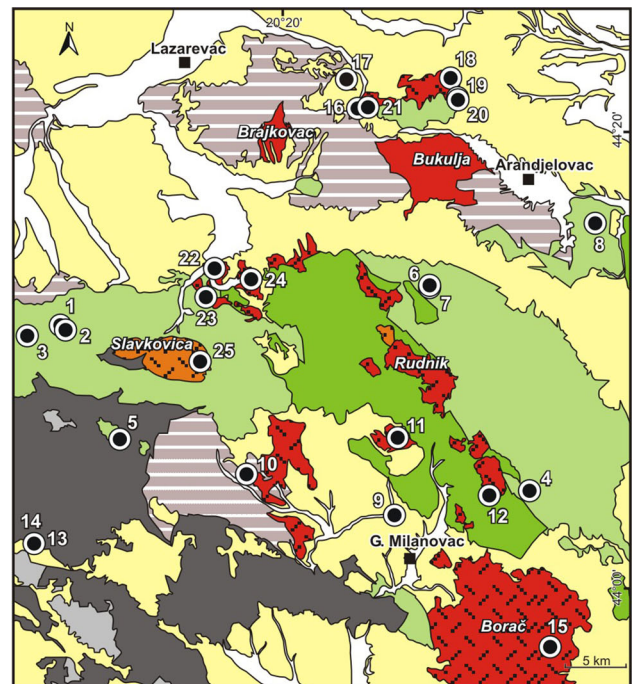 20°20'
N
Lazarevac
17
18
19
20
16
21
44°20'
Brajkovac
Bukulja
Arandjelovac
8
22
24
6
7
23
1
2
3
Slavkovica
25
Rudnik
5
11
10
4
9
12
14
13
G. Milanovac
44°00'
Borač
15
5 km